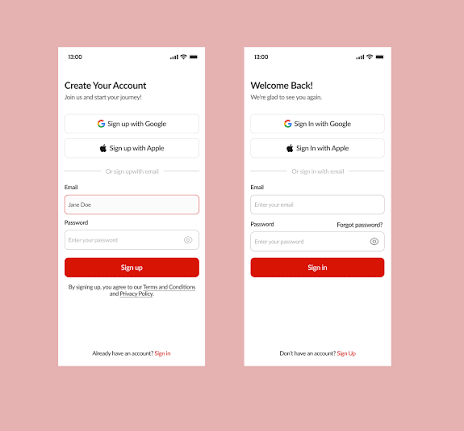 13:00
Create Your Account
Join us and start your journey!
Sign up with Google
Sign up with Apple
Or sign upwith email
Email
Jane Doe
Password
Enter your password
Sign up
By signing up, you agree to our Terms and Conditions
and Privacy Policy.
Already have an account? Sign in
13:00
Welcome Back!
We're glad to see you again.
Sign In with Google
Sign In with Apple
Or sign in with email
Email
Enter your email
Password Forgot password?
Enter your password
Sign in
Don't have an account? Sign Up